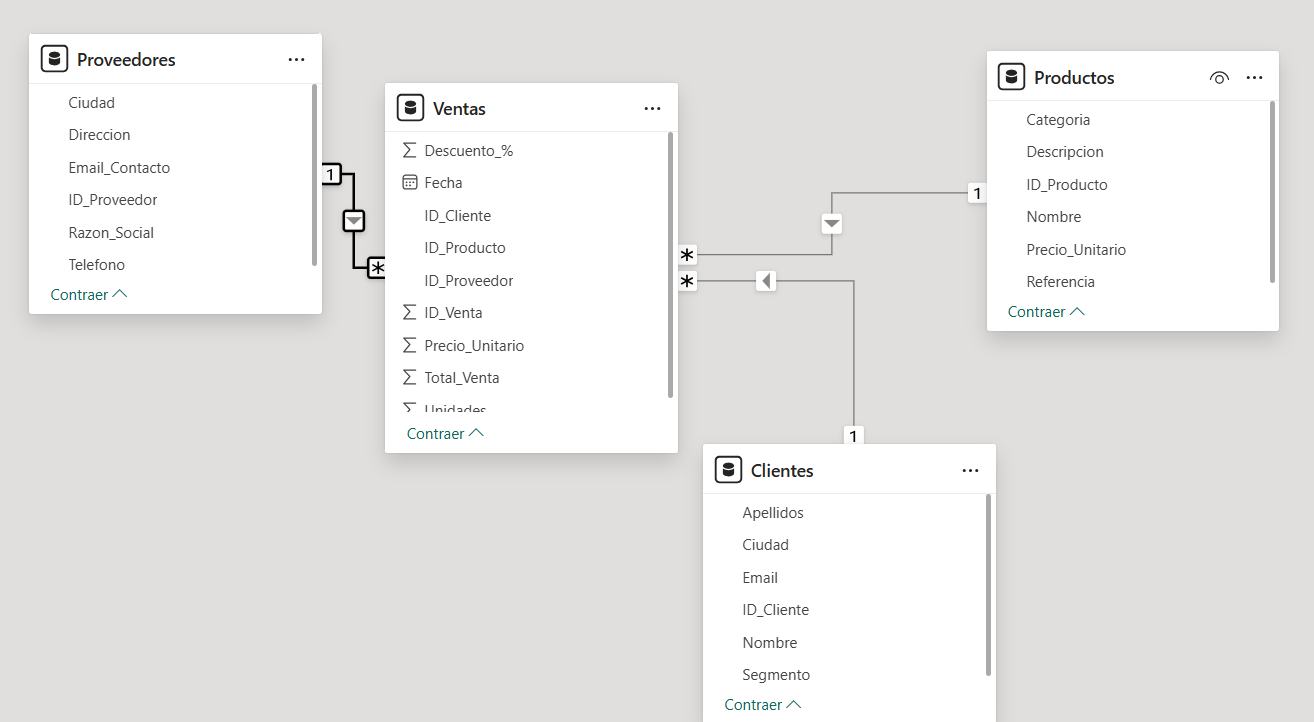 Proveedores
Ciudad
Direccion
Email_Contacto
ID_Proveedor
Razon_Social
Telefono
Contraer
1
*
Ventas
Descuento_%
Fecha
ID_Cliente
ID_Producto
ID_Proveedor
ID_Venta
Precio_Unitario
Total_Venta
Unidades
Contraer
*
*
1
1
Productos
Categoria
Descripcion
ID_Producto
Nombre
Precio_Unitario
Referencia
Contraer
Clientes
Apellidos
Ciudad
Email
ID_Cliente
Nombre
Segmento
Contraer